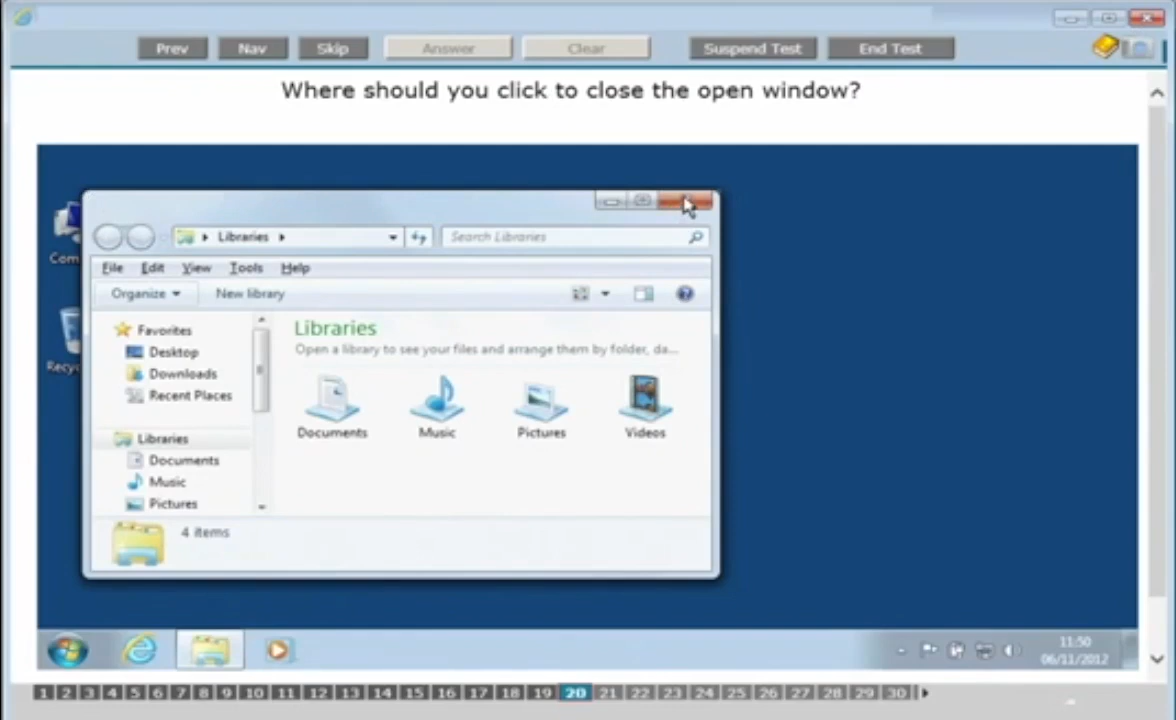 Prev Nav Skip Answer Clear Suspend Test End Test
Where should you click to close the open window?
Com
Recyc
Libraries
Search Libraries
File Edit View Tools Help
Organize New library
Favorites
Desktop
Downloads
Recent Places
Libraries
Documents
Music
Pictures
Libraries
Open a library to see your files and arrange them by folder, da...
Documents Music Pictures Videos
4 items
11:50
06/11/2012
1 2 3 4 5 6 7 8 9 10 11 12 13 14 15 16 17 18 19 20 21 22 23 24 25 26 27 28 29 30